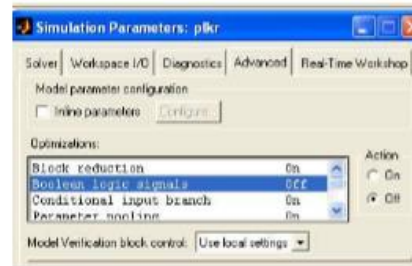 Simulation Parameters: plkr
Solver Workspace I/O Diagnostics Advanced Real-Time Workshop
Model parameter configuration
Inline parameters Configure...
Optimizations:
Block reduction On
Boolean logic signals Off
Conditional input branch On
Parameter pooling On
Action
On
Off
Model Verification block control: Use local settings